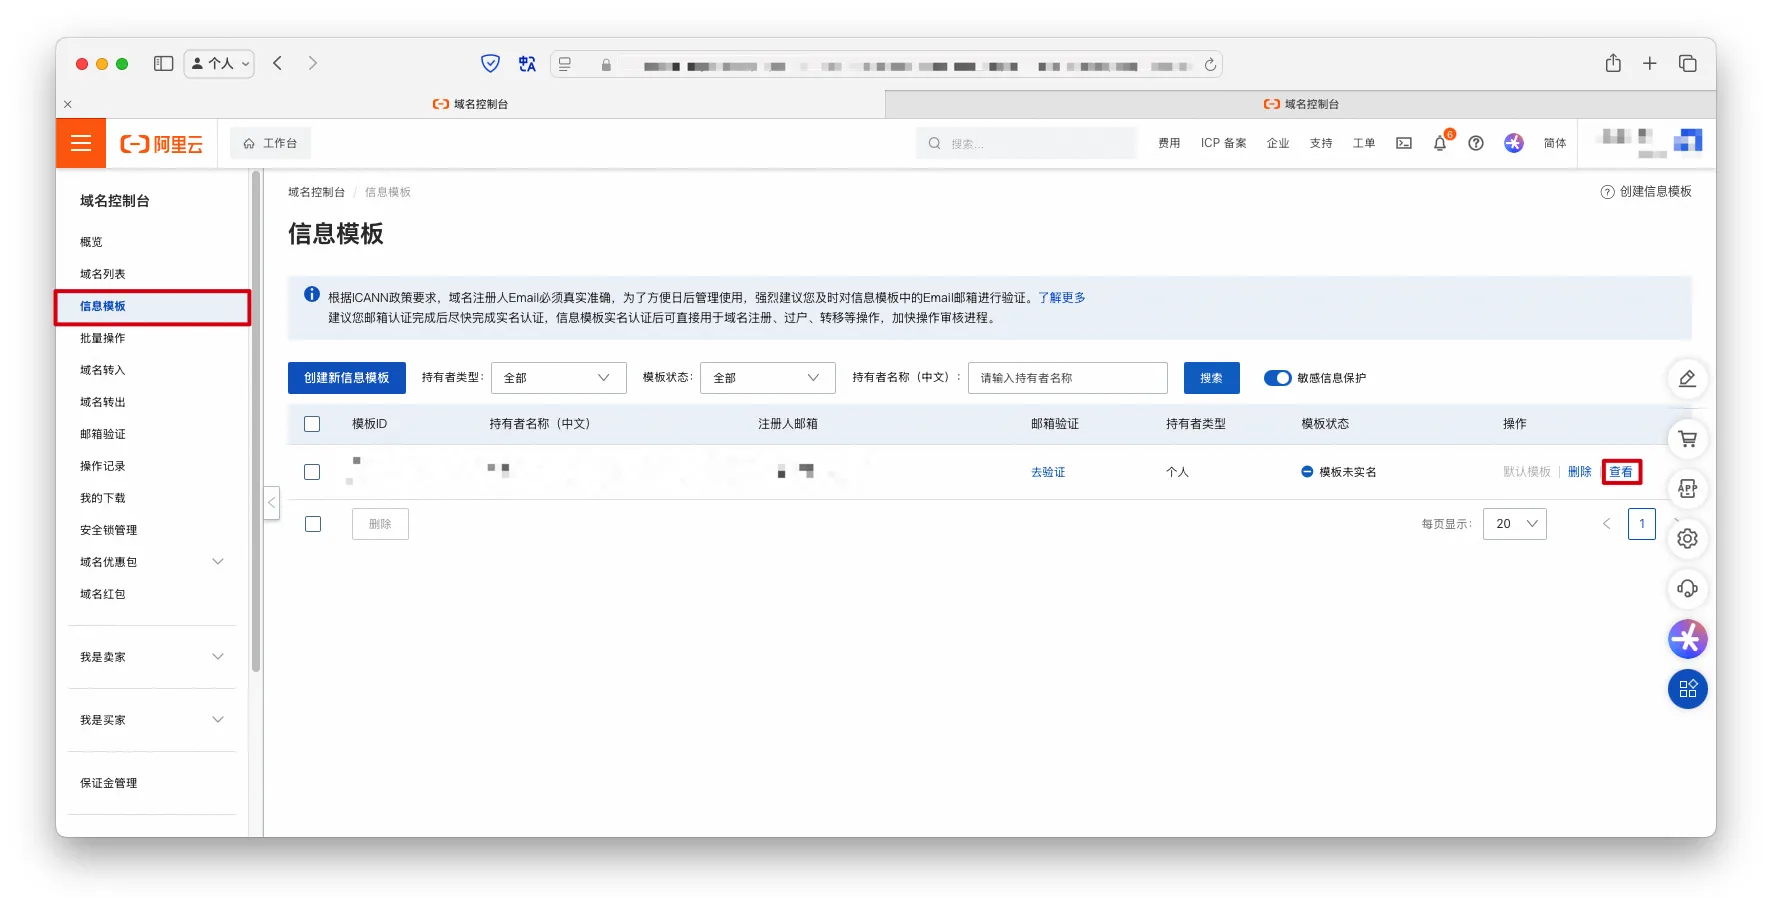 个人
域名控制台
域名控制台
阿里云
工作台
搜索...
费用
ICP 备案
企业
支持
工单
6
简体
域名控制台
概览
域名列表
信息模板
批量操作
域名转入
域名转出
邮箱验证
操作记录
我的下载
安全锁管理
域名优惠包
域名红包
我是卖家
我是买家
保证金管理
域名控制台 / 信息模板
创建信息模板
信息模板
根据ICANN政策要求，域名注册人Email必须真实准确，为了方便日后管理使用，强烈建议您及时对信息模板中的Email邮箱进行验证。了解更多
建议您邮箱认证完成后尽快完成实名认证，信息模板实名认证后可直接用于域名注册、过户、转移等操作，加快操作审核进程。
创建新信息模板 持有者类型: 全部 模板状态: 全部 持有者名称（中文）: 请输入持有者名称 搜索 敏感信息保护
模板ID 持有者名称（中文） 注册人邮箱 邮箱验证 持有者类型 模板状态 操作
去验证 个人 模板未实名 默认模板 | 删除 查看
删除 每页显示: 20 < 1
APP